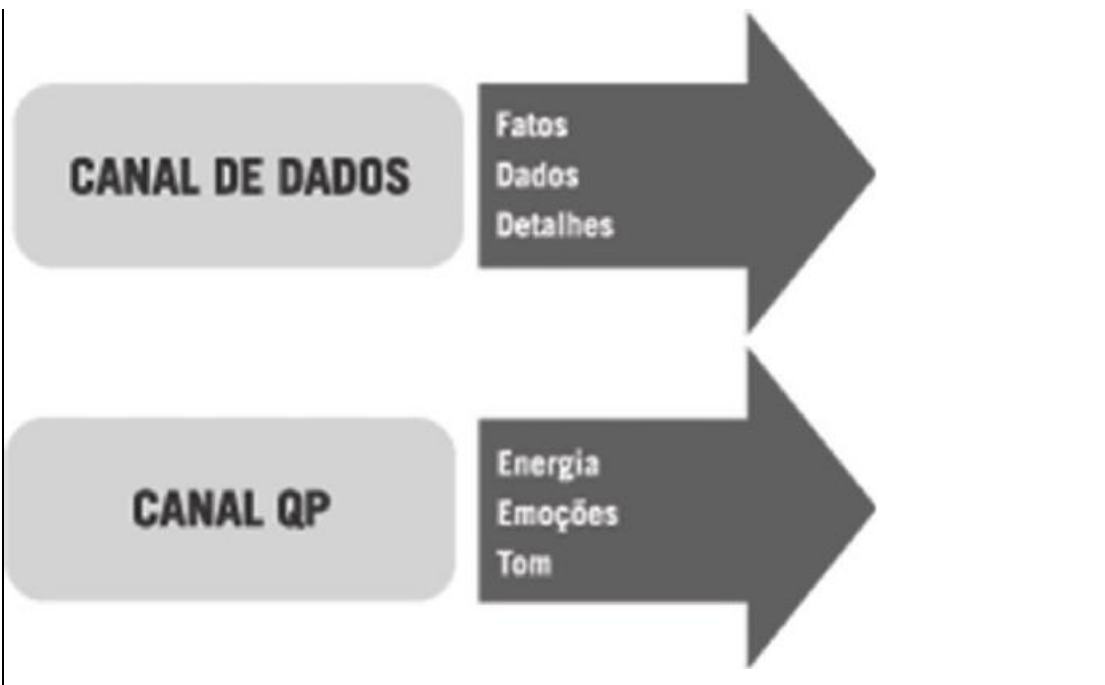 CANAL DE DADOS
Fatos
Dados
Detalhes
CANAL QP
Energia
Emoções
Tom